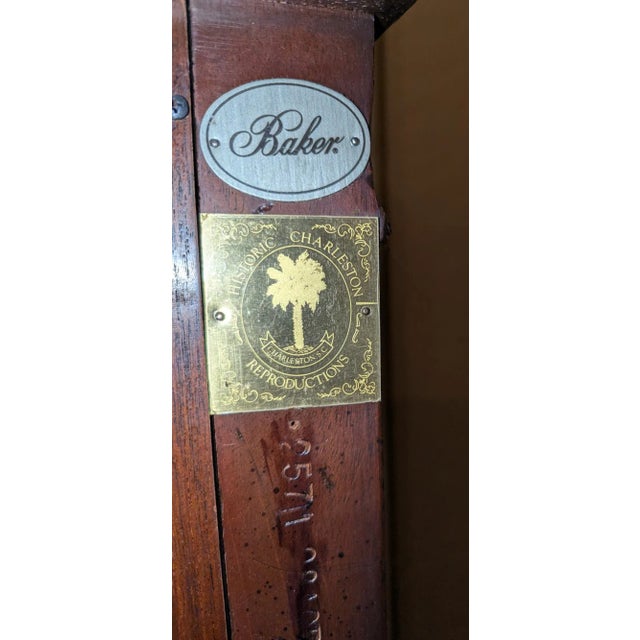 Baker.
HISTORIC CHARLESTON
CHARLESTON S.C.
REPRODUCTIONS